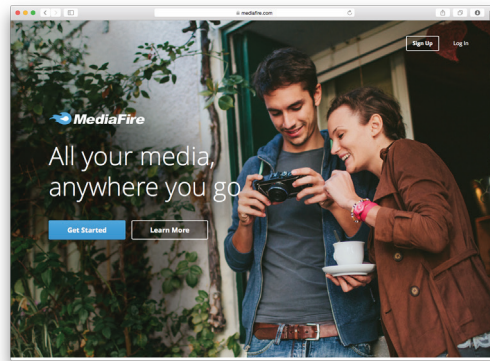 mediafire.com
Sign Up
Log In
MediaFire
All your media,
anywhere you go
Get Started
Learn More